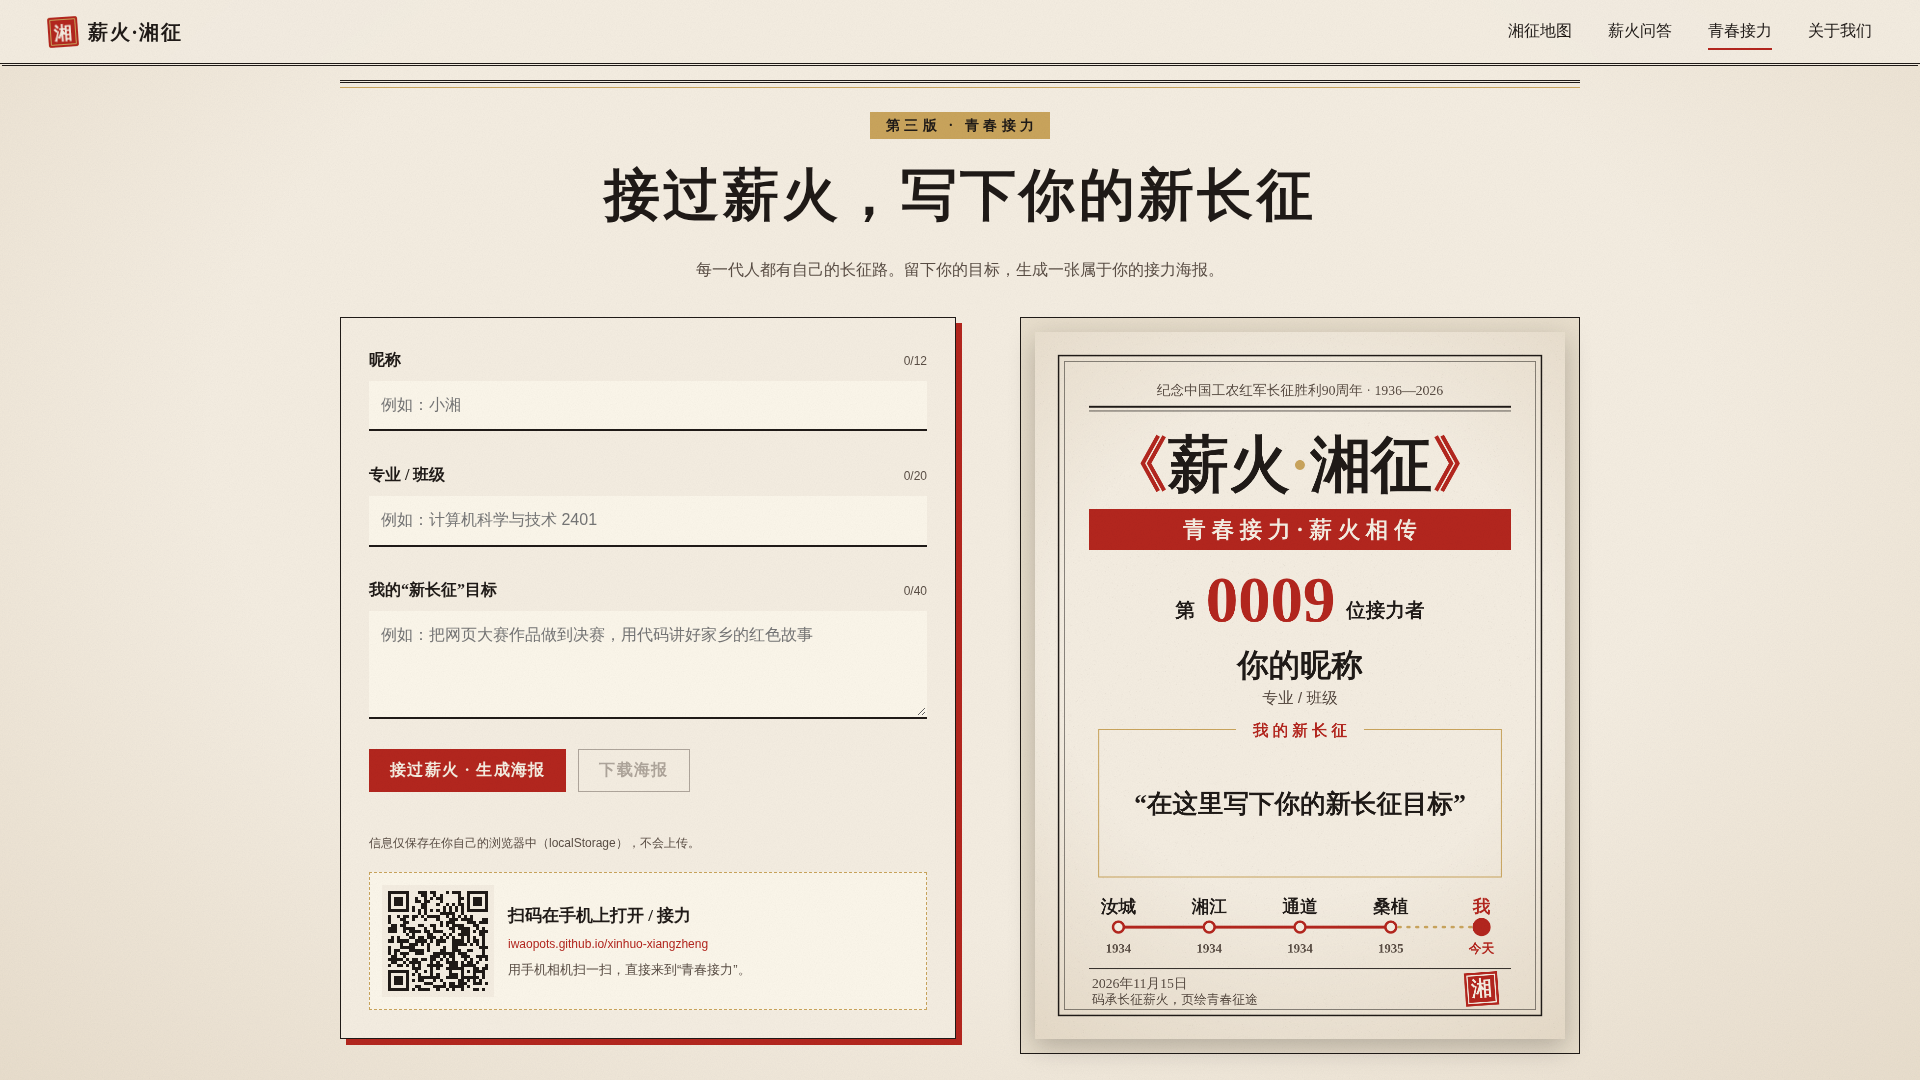 湘 薪火·湘征
湘征地图 薪火问答 青春接力 关于我们
第三版 · 青春接力
接过薪火，写下你的新长征
每一代人都有自己的长征路。留下你的目标，生成一张属于你的接力海报。
昵称 0/12
例如：小湘
专业 / 班级 0/20
例如：计算机科学与技术 2401
我的“新长征”目标 0/40
例如：把网页大赛作品做到决赛，用代码讲好家乡的红色故事
接过薪火 · 生成海报 下载海报
信息仅保存在你自己的浏览器中（localStorage），不会上传。
扫码在手机上打开 / 接力
iwaopots.github.io/xinhuo-xiangzheng
用手机相机扫一扫，直接来到“青春接力”。
纪念中国工农红军长征胜利90周年 · 1936—2026
《薪火·湘征》
青春接力·薪火相传
第 0009 位接力者
你的昵称
专业 / 班级
我的新长征
“在这里写下你的新长征目标”
汝城 湘江 通道 桑植 我
1934 1934 1934 1935 今天
2026年11月15日
码承长征薪火，页绘青春征途
湘